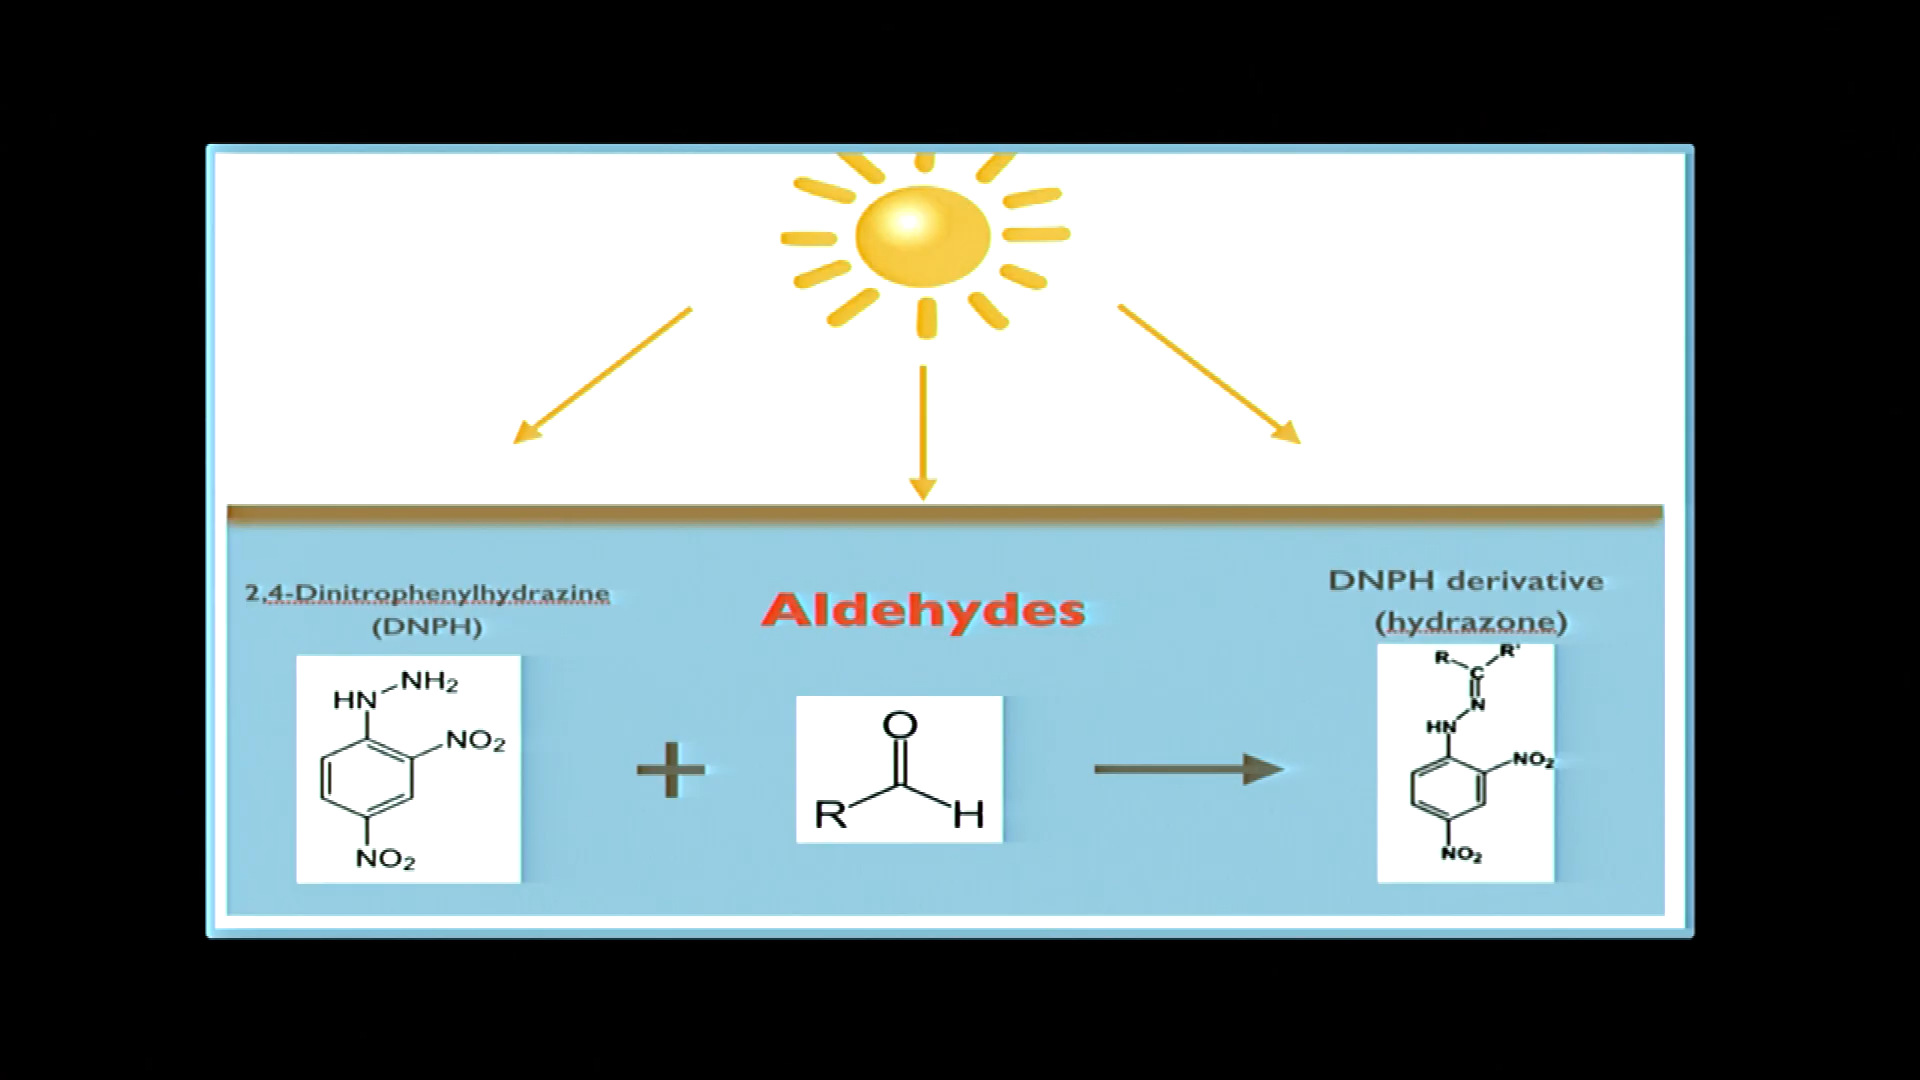 2,4-Dinitrophenylhydrazine
(DNPH)
HN
NH₂
NO₂
NO₂
Aldehydes
O
R
H
DNPH derivative
(hydrazone)
R
R'
C
N
HN
NO₂
NO₂